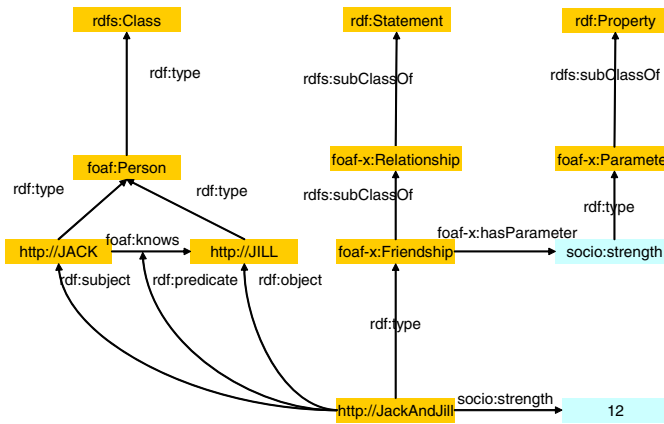 rdfs:Class
rdf:Statement
rdf:Property
rdf:type
rdfs:subClassOf
rdfs:subClassOf
foaf:Person
foaf-x:Relationship
foaf-x:Parameter
rdf:type
rdf:type
rdfs:subClassOf
rdf:type
foaf:knows
foaf-x:hasParameter
http://JACK
http://JILL
foaf-x:Friendship
socio:strength
rdf:subject
rdf:predicate
rdf:object
rdf:type
socio:strength
http://JackAndJill
12